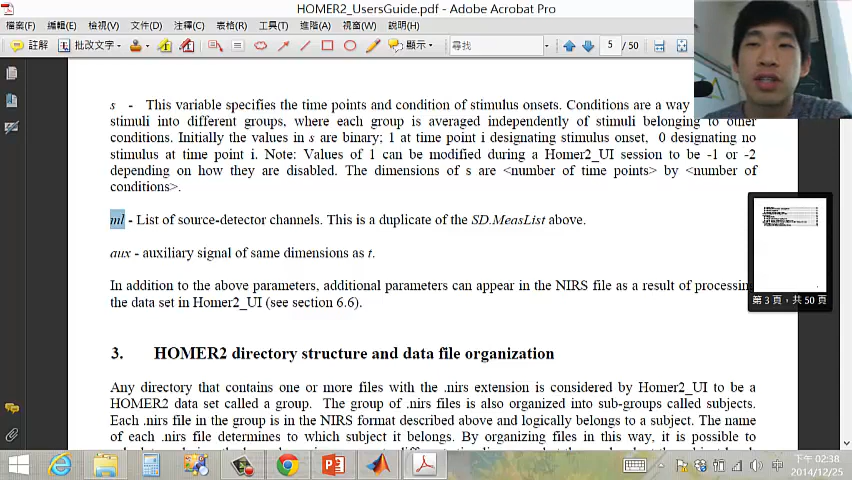 HOMER2_UsersGuide.pdf - Adobe Acrobat Pro
檔案(F) 編輯(E) 檢視(V) 文件(D) 注釋(C) 表格(R) 工具(T) 進階(A) 視窗(W) 說明(H)
註解 批改文字 顯示 尋找 5 / 50
s - This variable specifies the time points and condition of stimulus onsets. Conditions are a way
stimuli into different groups, where each group is averaged independently of stimuli belonging to other
conditions. Initially the values in s are binary; 1 at time point i designating stimulus onset, 0 designating no
stimulus at time point i. Note: Values of 1 can be modified during a Homer2_UI session to be -1 or -2
depending on how they are disabled. The dimensions of s are <number of time points> by <number of
conditions>.
ml - List of source-detector channels. This is a duplicate of the SD.MeasList above.
aux - auxiliary signal of same dimensions as t.
In addition to the above parameters, additional parameters can appear in the NIRS file as a result of processin
the data set in Homer2_UI (see section 6.6).
第 3 頁，共 50 頁
3. HOMER2 directory structure and data file organization
Any directory that contains one or more files with the .nirs extension is considered by Homer2_UI to be a
HOMER2 data set called a group. The group of .nirs files is also organized into sub-groups called subjects.
Each .nirs file in the group is in the NIRS format described above and logically belongs to a subject. The name
of each .nirs file determines to which subject it belongs. By organizing files in this way, it is possible to
下午 02:38
2014/12/25